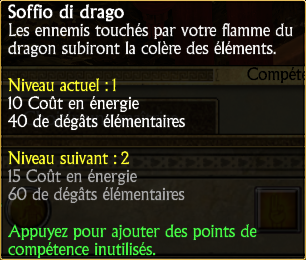 Soffio di drago
Les ennemis touchés par votre flamme du
dragon subiront la colère des éléments.
Compéte
Niveau actuel : 1
10 Coût en énergie
40 de dégâts élémentaires
Niveau suivant : 2
15 Coût en énergie
60 de dégâts élémentaires
Appuyez pour ajouter des points de
compétence inutilisés.